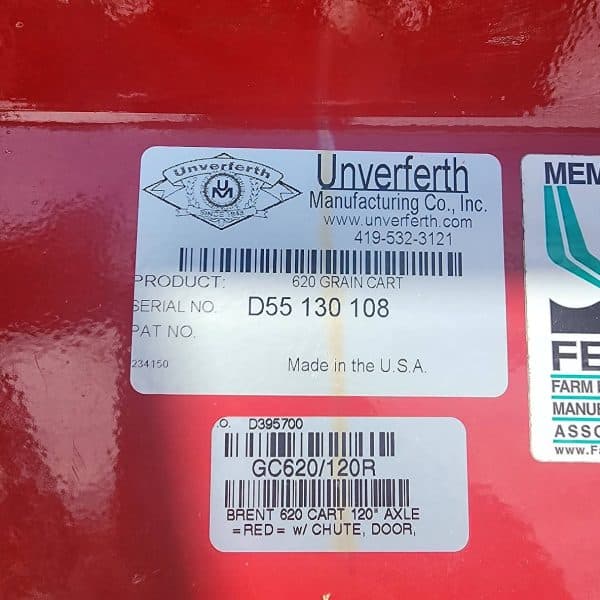 Unverferth
UM
SINCE 1948
Unverferth
Manufacturing Co., Inc.
www.unverferth.com
419-532-3121
PRODUCT: 620 GRAIN CART
SERIAL NO. D55 130 108
PAT NO.
234150 Made in the U.S.A.
.O. D395700
GC620/120R
BRENT 620 CART 120" AXLE
=RED= w/ CHUTE, DOOR,
MEM
FE
FARM
MANU
ASSO
www.Fa